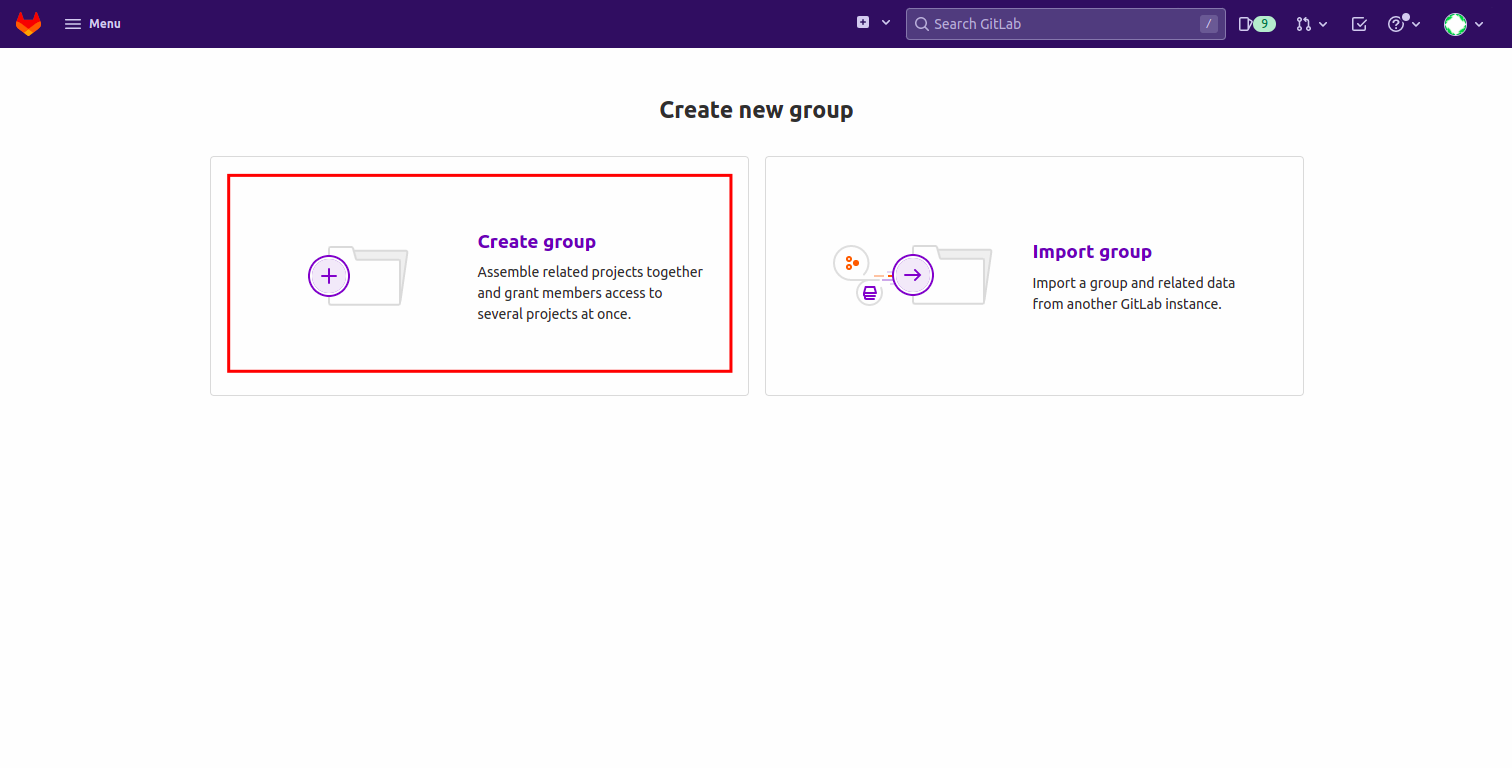 Menu
Search GitLab
/
9
Create new group
Create group
Assemble related projects together
and grant members access to
several projects at once.
Import group
Import a group and related data
from another GitLab instance.